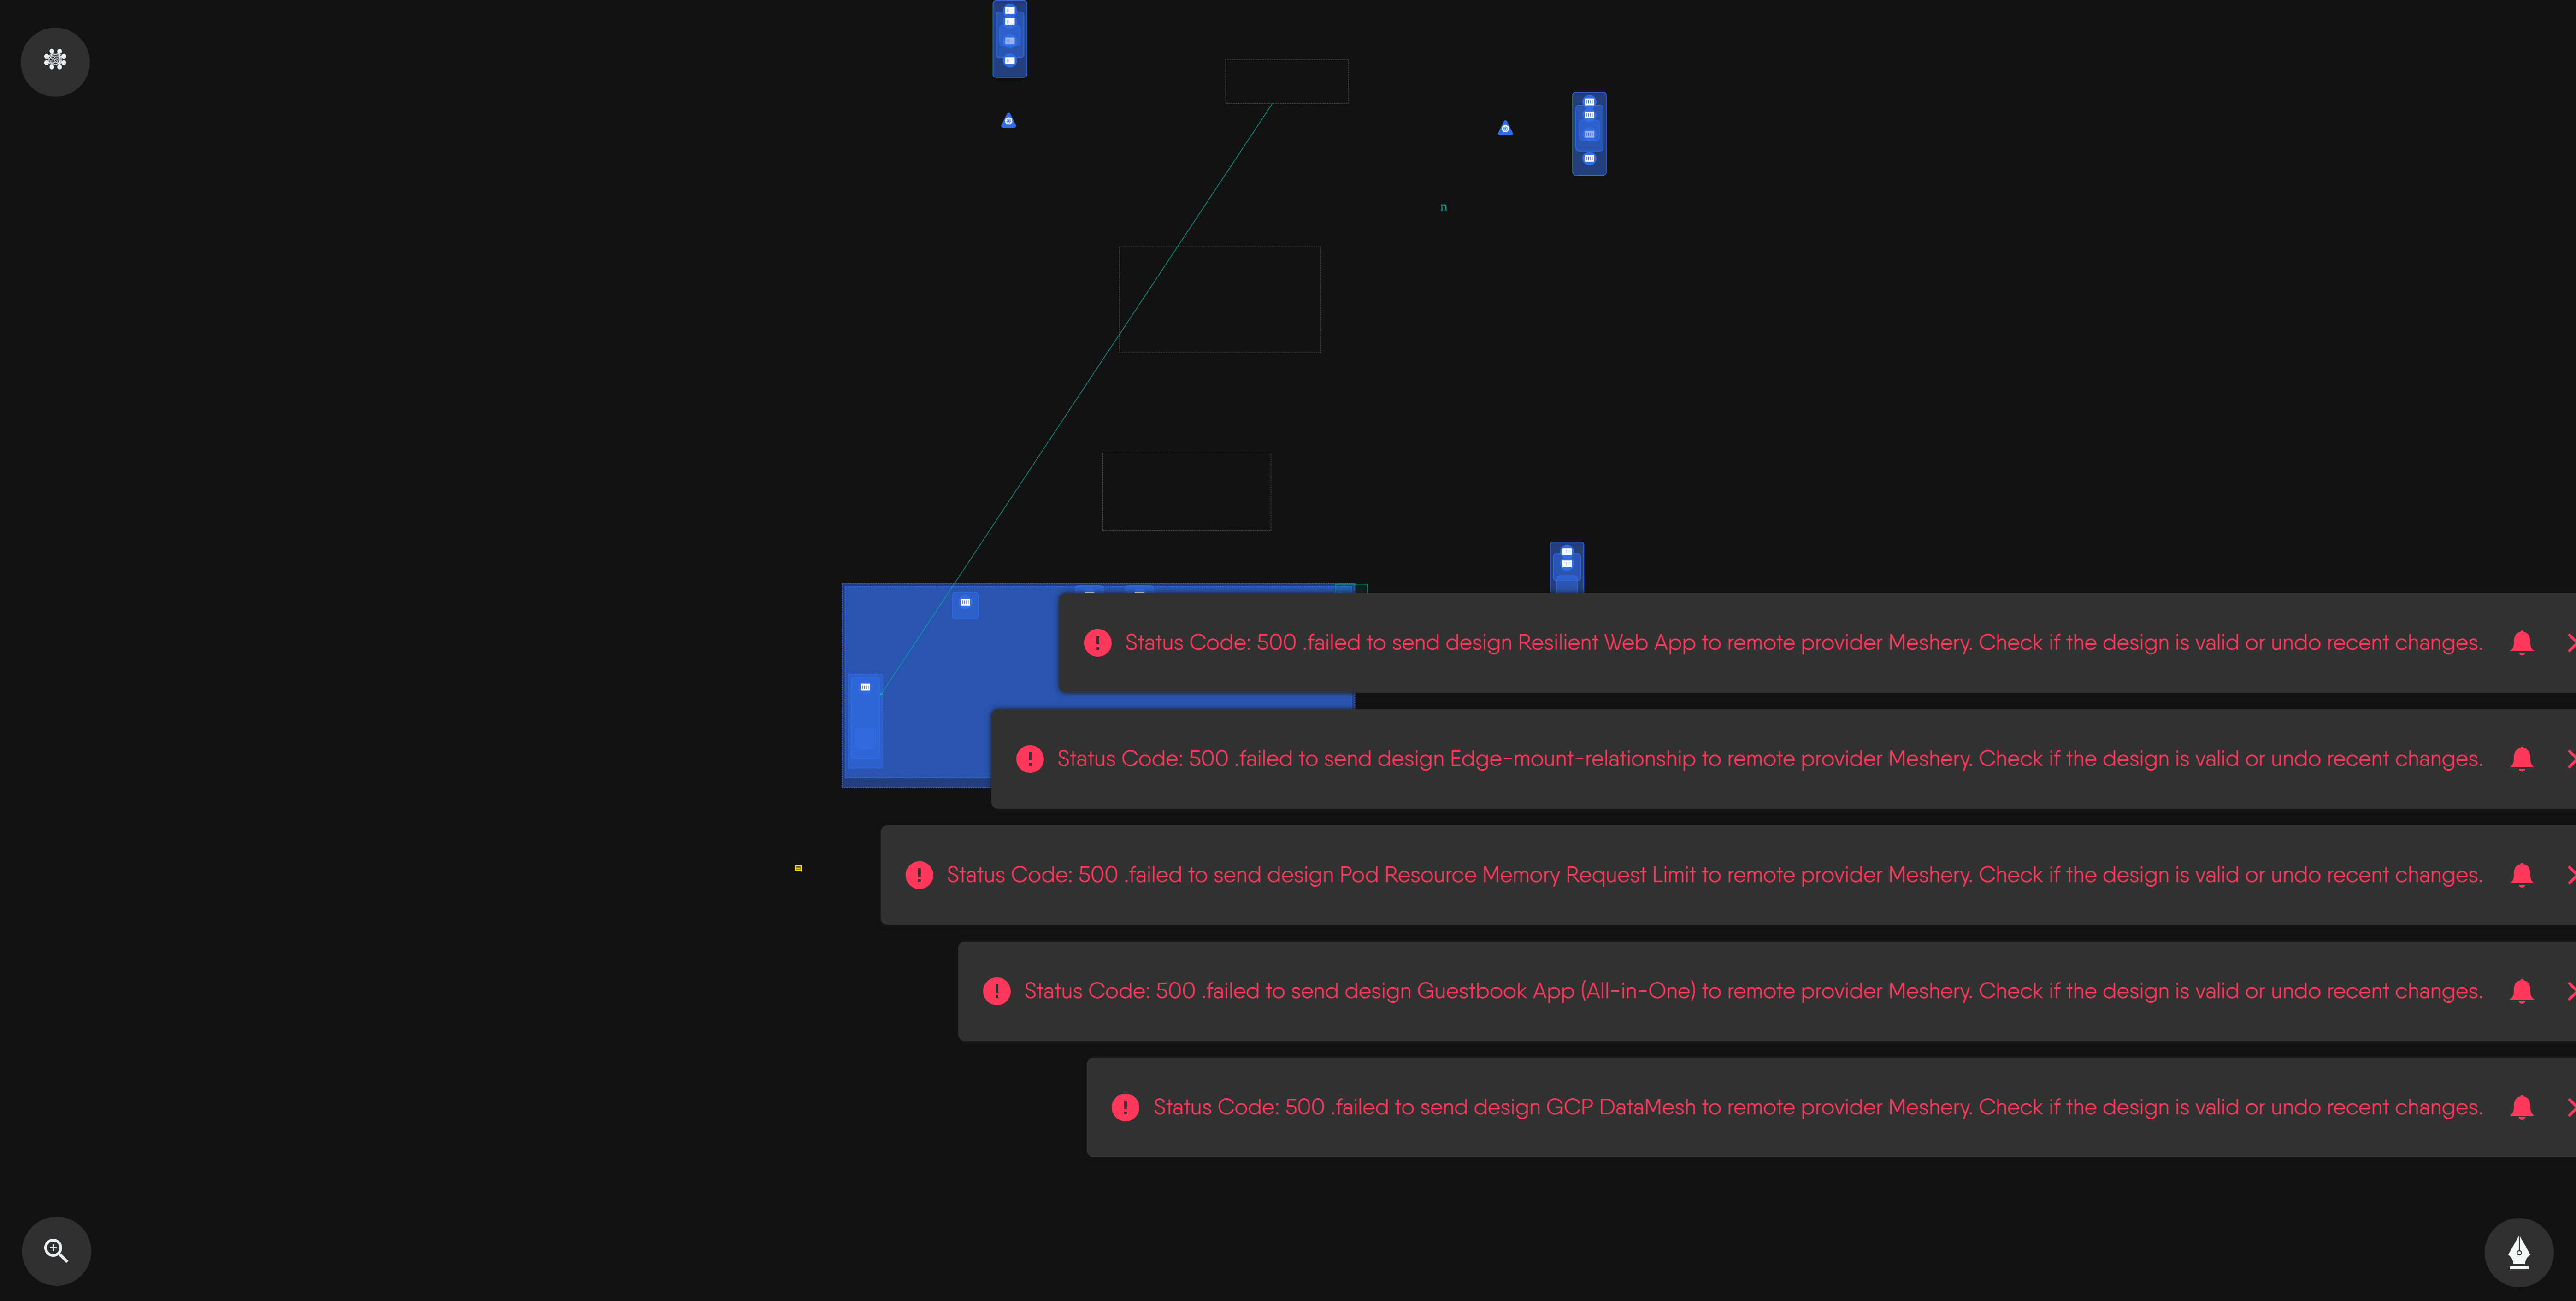 n
Status Code: 500 .failed to send design Resilient Web App to remote provider Meshery. Check if the design is valid or undo recent changes.
Status Code: 500 .failed to send design Edge-mount-relationship to remote provider Meshery. Check if the design is valid or undo recent changes.
Status Code: 500 .failed to send design Pod Resource Memory Request Limit to remote provider Meshery. Check if the design is valid or undo recent changes.
Status Code: 500 .failed to send design Guestbook App (All-in-One) to remote provider Meshery. Check if the design is valid or undo recent changes.
Status Code: 500 .failed to send design GCP DataMesh to remote provider Meshery. Check if the design is valid or undo recent changes.